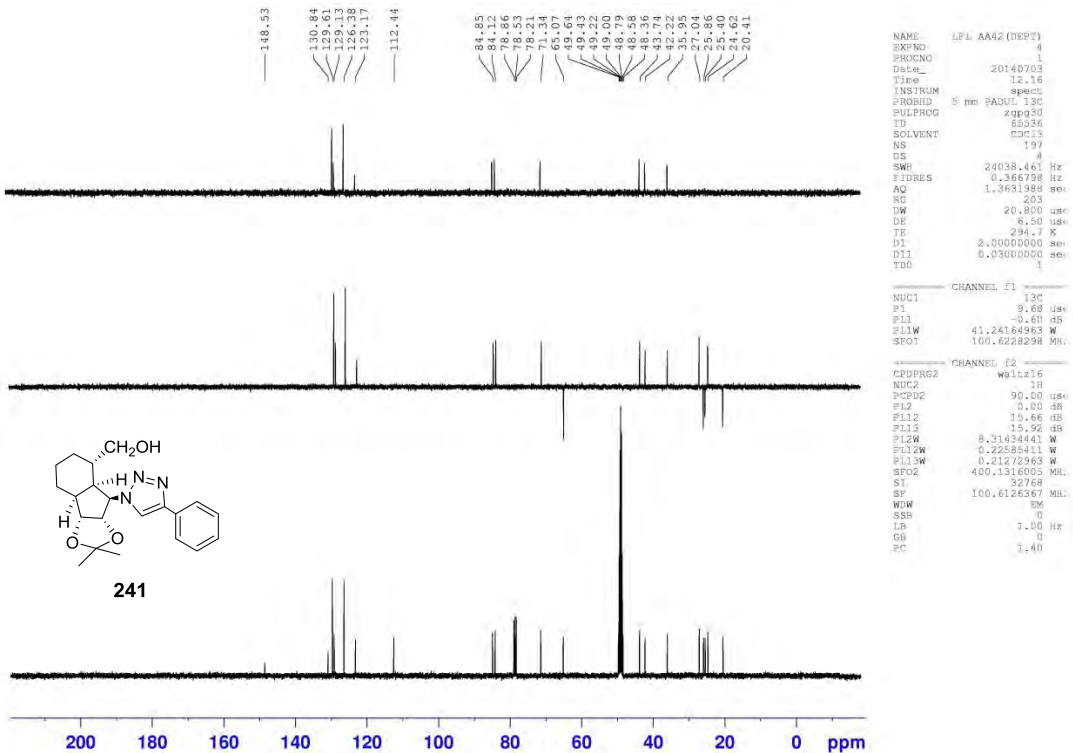 148.53
130.84
129.61
129.13
126.38
123.17
112.44
84.85
84.12
78.86
78.53
78.21
71.34
65.07
49.64
49.43
49.22
49.00
48.79
48.58
48.36
43.74
42.22
35.95
27.04
25.86
25.40
24.62
20.41
NAME LFL AA42(DEPT)
EXPNO 4
PROCNO 1
Date_ 20140703
Time 12.16
INSTRUM spect
PROBHD 5 mm PADUL 13C
PULPROG zgpg30
TD 65536
SOLVENT CDCl3
NS 197
DS 4
SWH 24038.461 Hz
FIDRES 0.366798 Hz
AQ 1.3631988 se
RG 203
DW 20.800 use
DE 6.50 use
TE 294.7 K
D1 2.00000000 se
D11 0.03000000 se
TD0 1
CHANNEL f1
NUC1 13C
P1 9.68 use
PL1 -0.60 dB
PL1W 41.24164963 W
SFO1 100.6228298 MH
CHANNEL f2
CPDPRG2 waltz16
NUC2 1H
PCPD2 90.00 use
PL2 0.00 dB
PL12 15.66 dB
PL13 15.92 dB
PL2W 8.31434441 W
PL12W 0.22585411 W
PL13W 0.21272963 W
SFO2 400.1316005 MH
SI 32768
SF 100.6126367 MH
WDW EM
SSB 0
LB 1.00 Hz
GB 0
PC 1.40
CH2OH
H N N
N
H
O O
241
200 180 160 140 120 100 80 60 40 20 0 ppm